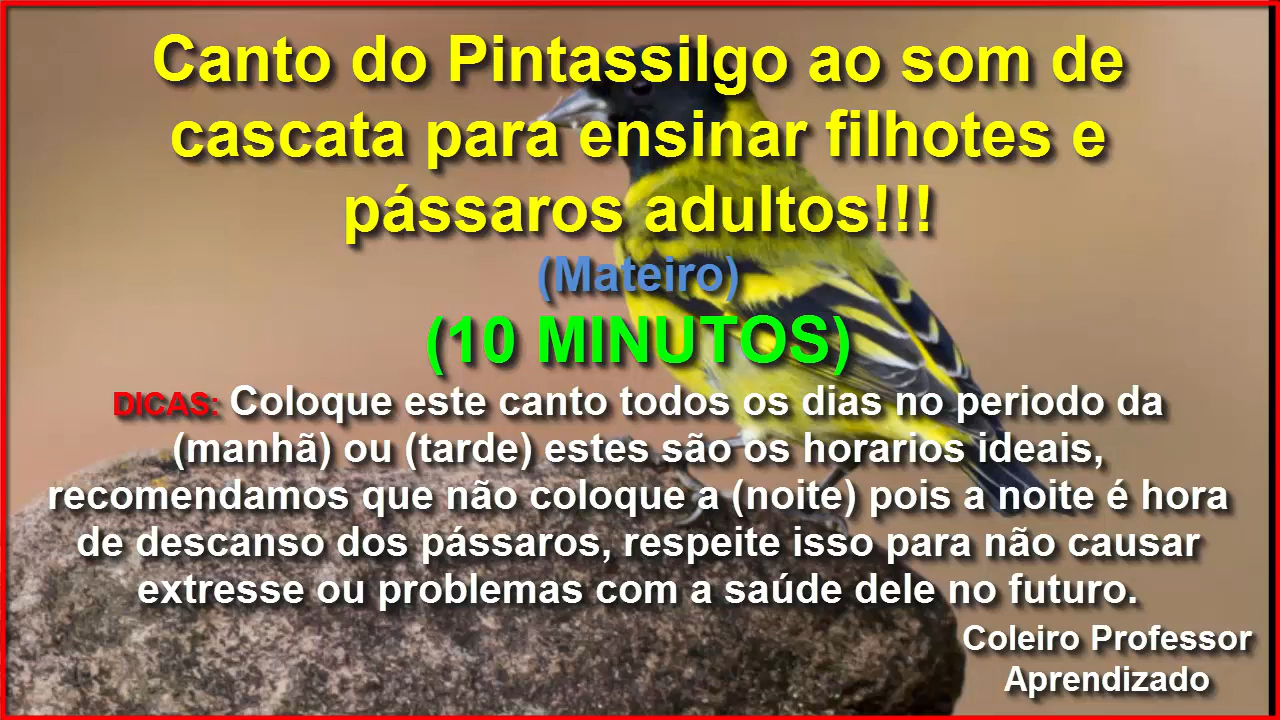 Canto do Pintassilgo ao som de
cascata para ensinar filhotes e
pássaros adultos!!!
(Mateiro)
(10 MINUTOS)
DICAS: Coloque este canto todos os dias no periodo da
(manhã) ou (tarde) estes são os horarios ideais,
recomendamos que não coloque a (noite) pois a noite é hora
de descanso dos pássaros, respeite isso para não causar
extresse ou problemas com a saúde dele no futuro.
Coleiro Professor
Aprendizado